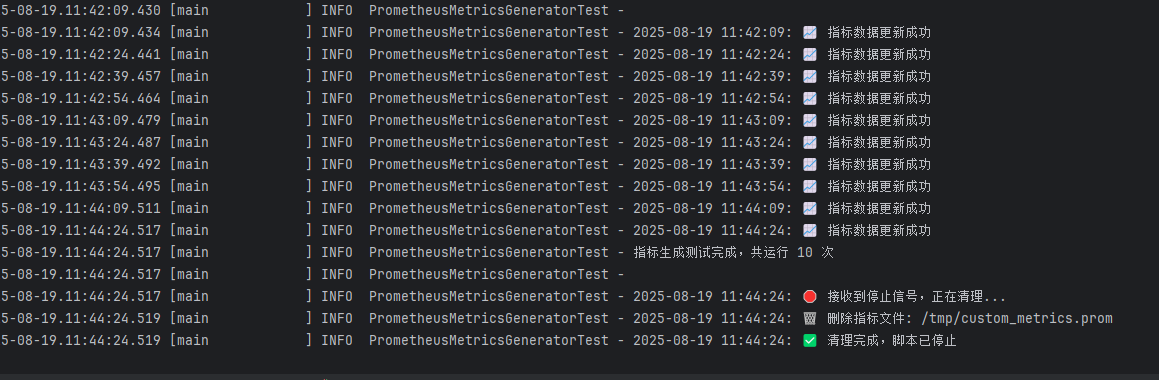 5-08-19.11:42:09.430 [main            ] INFO  PrometheusMetricsGeneratorTest -
5-08-19.11:42:09.434 [main            ] INFO  PrometheusMetricsGeneratorTest - 2025-08-19 11:42:09: 📈 指标数据更新成功
5-08-19.11:42:24.441 [main            ] INFO  PrometheusMetricsGeneratorTest - 2025-08-19 11:42:24: 📈 指标数据更新成功
5-08-19.11:42:39.457 [main            ] INFO  PrometheusMetricsGeneratorTest - 2025-08-19 11:42:39: 📈 指标数据更新成功
5-08-19.11:42:54.464 [main            ] INFO  PrometheusMetricsGeneratorTest - 2025-08-19 11:42:54: 📈 指标数据更新成功
5-08-19.11:43:09.479 [main            ] INFO  PrometheusMetricsGeneratorTest - 2025-08-19 11:43:09: 📈 指标数据更新成功
5-08-19.11:43:24.487 [main            ] INFO  PrometheusMetricsGeneratorTest - 2025-08-19 11:43:24: 📈 指标数据更新成功
5-08-19.11:43:39.492 [main            ] INFO  PrometheusMetricsGeneratorTest - 2025-08-19 11:43:39: 📈 指标数据更新成功
5-08-19.11:43:54.495 [main            ] INFO  PrometheusMetricsGeneratorTest - 2025-08-19 11:43:54: 📈 指标数据更新成功
5-08-19.11:44:09.511 [main            ] INFO  PrometheusMetricsGeneratorTest - 2025-08-19 11:44:09: 📈 指标数据更新成功
5-08-19.11:44:24.517 [main            ] INFO  PrometheusMetricsGeneratorTest - 2025-08-19 11:44:24: 📈 指标数据更新成功
5-08-19.11:44:24.517 [main            ] INFO  PrometheusMetricsGeneratorTest - 指标生成测试完成，共运行 10 次
5-08-19.11:44:24.517 [main            ] INFO  PrometheusMetricsGeneratorTest -
5-08-19.11:44:24.517 [main            ] INFO  PrometheusMetricsGeneratorTest - 2025-08-19 11:44:24: 🛑 接收到停止信号，正在清理...
5-08-19.11:44:24.519 [main            ] INFO  PrometheusMetricsGeneratorTest - 2025-08-19 11:44:24: 🗑️ 删除指标文件: /tmp/custom_metrics.prom
5-08-19.11:44:24.519 [main            ] INFO  PrometheusMetricsGeneratorTest - 2025-08-19 11:44:24: ✅ 清理完成，脚本已停止